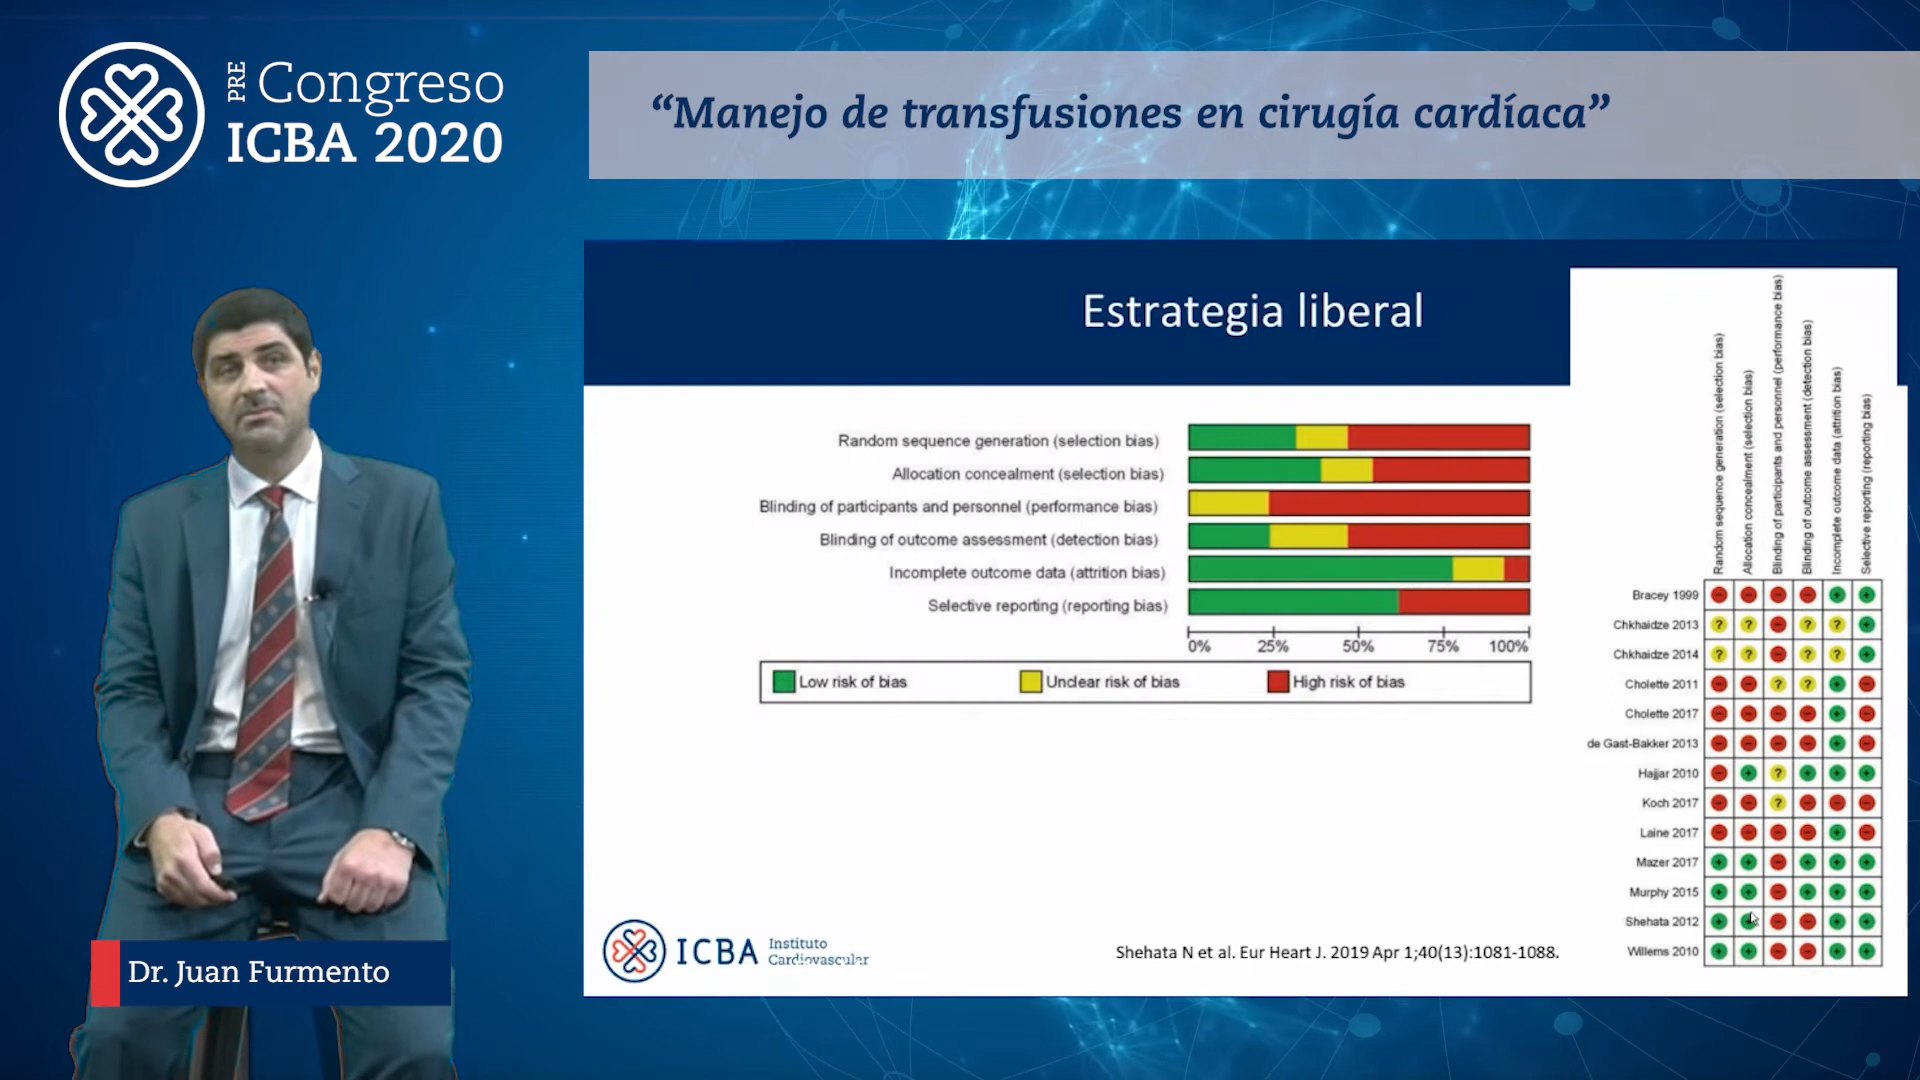 PRE Congreso
ICBA 2020
“Manejo de transfusiones en cirugía cardíaca”
Estrategia liberal
Random sequence generation (selection bias)
Allocation concealment (selection bias)
Blinding of participants and personnel (performance bias)
Blinding of outcome assessment (detection bias)
Incomplete outcome data (attrition bias)
Selective reporting (reporting bias)
0% 25% 50% 75% 100%
Low risk of bias Unclear risk of bias High risk of bias
Random sequence generation (selection bias)
Allocation concealment (selection bias)
Blinding of participants and personnel (performance bias)
Blinding of outcome assessment (detection bias)
Incomplete outcome data (attrition bias)
Selective reporting (reporting bias)
Bracey 1999 - - - - + +
Chkhaidze 2013 ? ? - ? ? +
Chkhaidze 2014 ? ? - ? ? +
Cholette 2011 - - ? ? + -
Cholette 2017 - - - - + -
de Gast-Bakker 2013 - - - - + -
Hajjar 2010 - + ? + + +
Koch 2017 - - ? - - -
Laine 2017 - - - - + -
Mazer 2017 + + - + + +
Murphy 2015 + + - + + +
Shehata 2012 + + - - + +
Willems 2010 + + - - + +
ICBA Instituto
Cardiovascular
Shehata N et al. Eur Heart J. 2019 Apr 1;40(13):1081-1088.
Dr. Juan Furmento